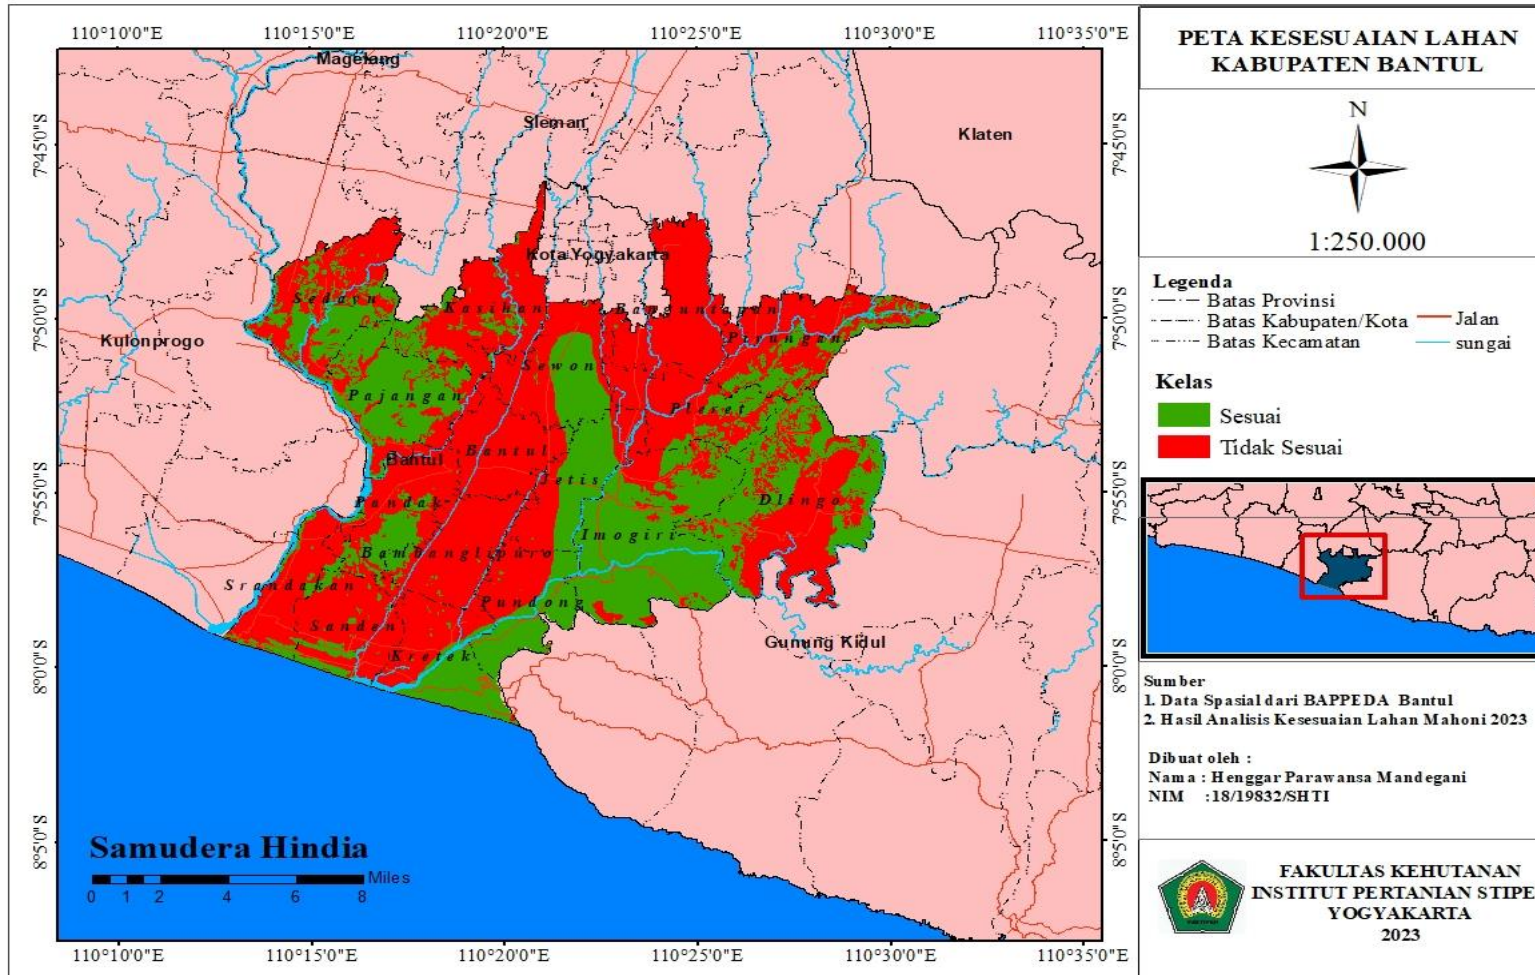 110°10'0"E 110°15'0"E 110°20'0"E 110°25'0"E 110°30'0"E 110°35'0"E
7°45'0"S
7°50'0"S
7°55'0"S
8°0'0"S
8°5'0"S
Magelang
Sleman
Klaten
Kota Yogyakarta
Sedayu
Kasihan
Banguntapan
Kulonprogo
Piyungan
Sewon
Pajangan
Pleret
Bantul
Bantul
Jetis
Dlingo
Pandak
Imogiri
Bambanglipuro
Srandakan
Pundong
Sanden
Gunung Kidul
Kretek
Samudera Hindia
Miles
0 1 2 4 6 8
7°45'0"S
7°50'0"S
7°55'0"S
8°0'0"S
8°5'0"S
110°10'0"E 110°15'0"E 110°20'0"E 110°25'0"E 110°30'0"E 110°35'0"E
PETA KESESUAIAN LAHAN
KABUPATEN BANTUL
N
1:250.000
Legenda
Batas Provinsi
Batas Kabupaten/Kota
Batas Kecamatan
Jalan
sungai
Kelas
Sesuai
Tidak Sesuai
Sumber
1. Data Spasial dari BAPPEDA Bantul
2. Hasil Analisis Kesesuaian Lahan Mahoni 2023
Dibuat oleh :
Nama : Henggar Parawansa Mandegani
NIM :18/19832/SHTI
FAKULTAS KEHUTANAN
INSTITUT PERTANIAN STIPE
YOGYAKARTA
2023